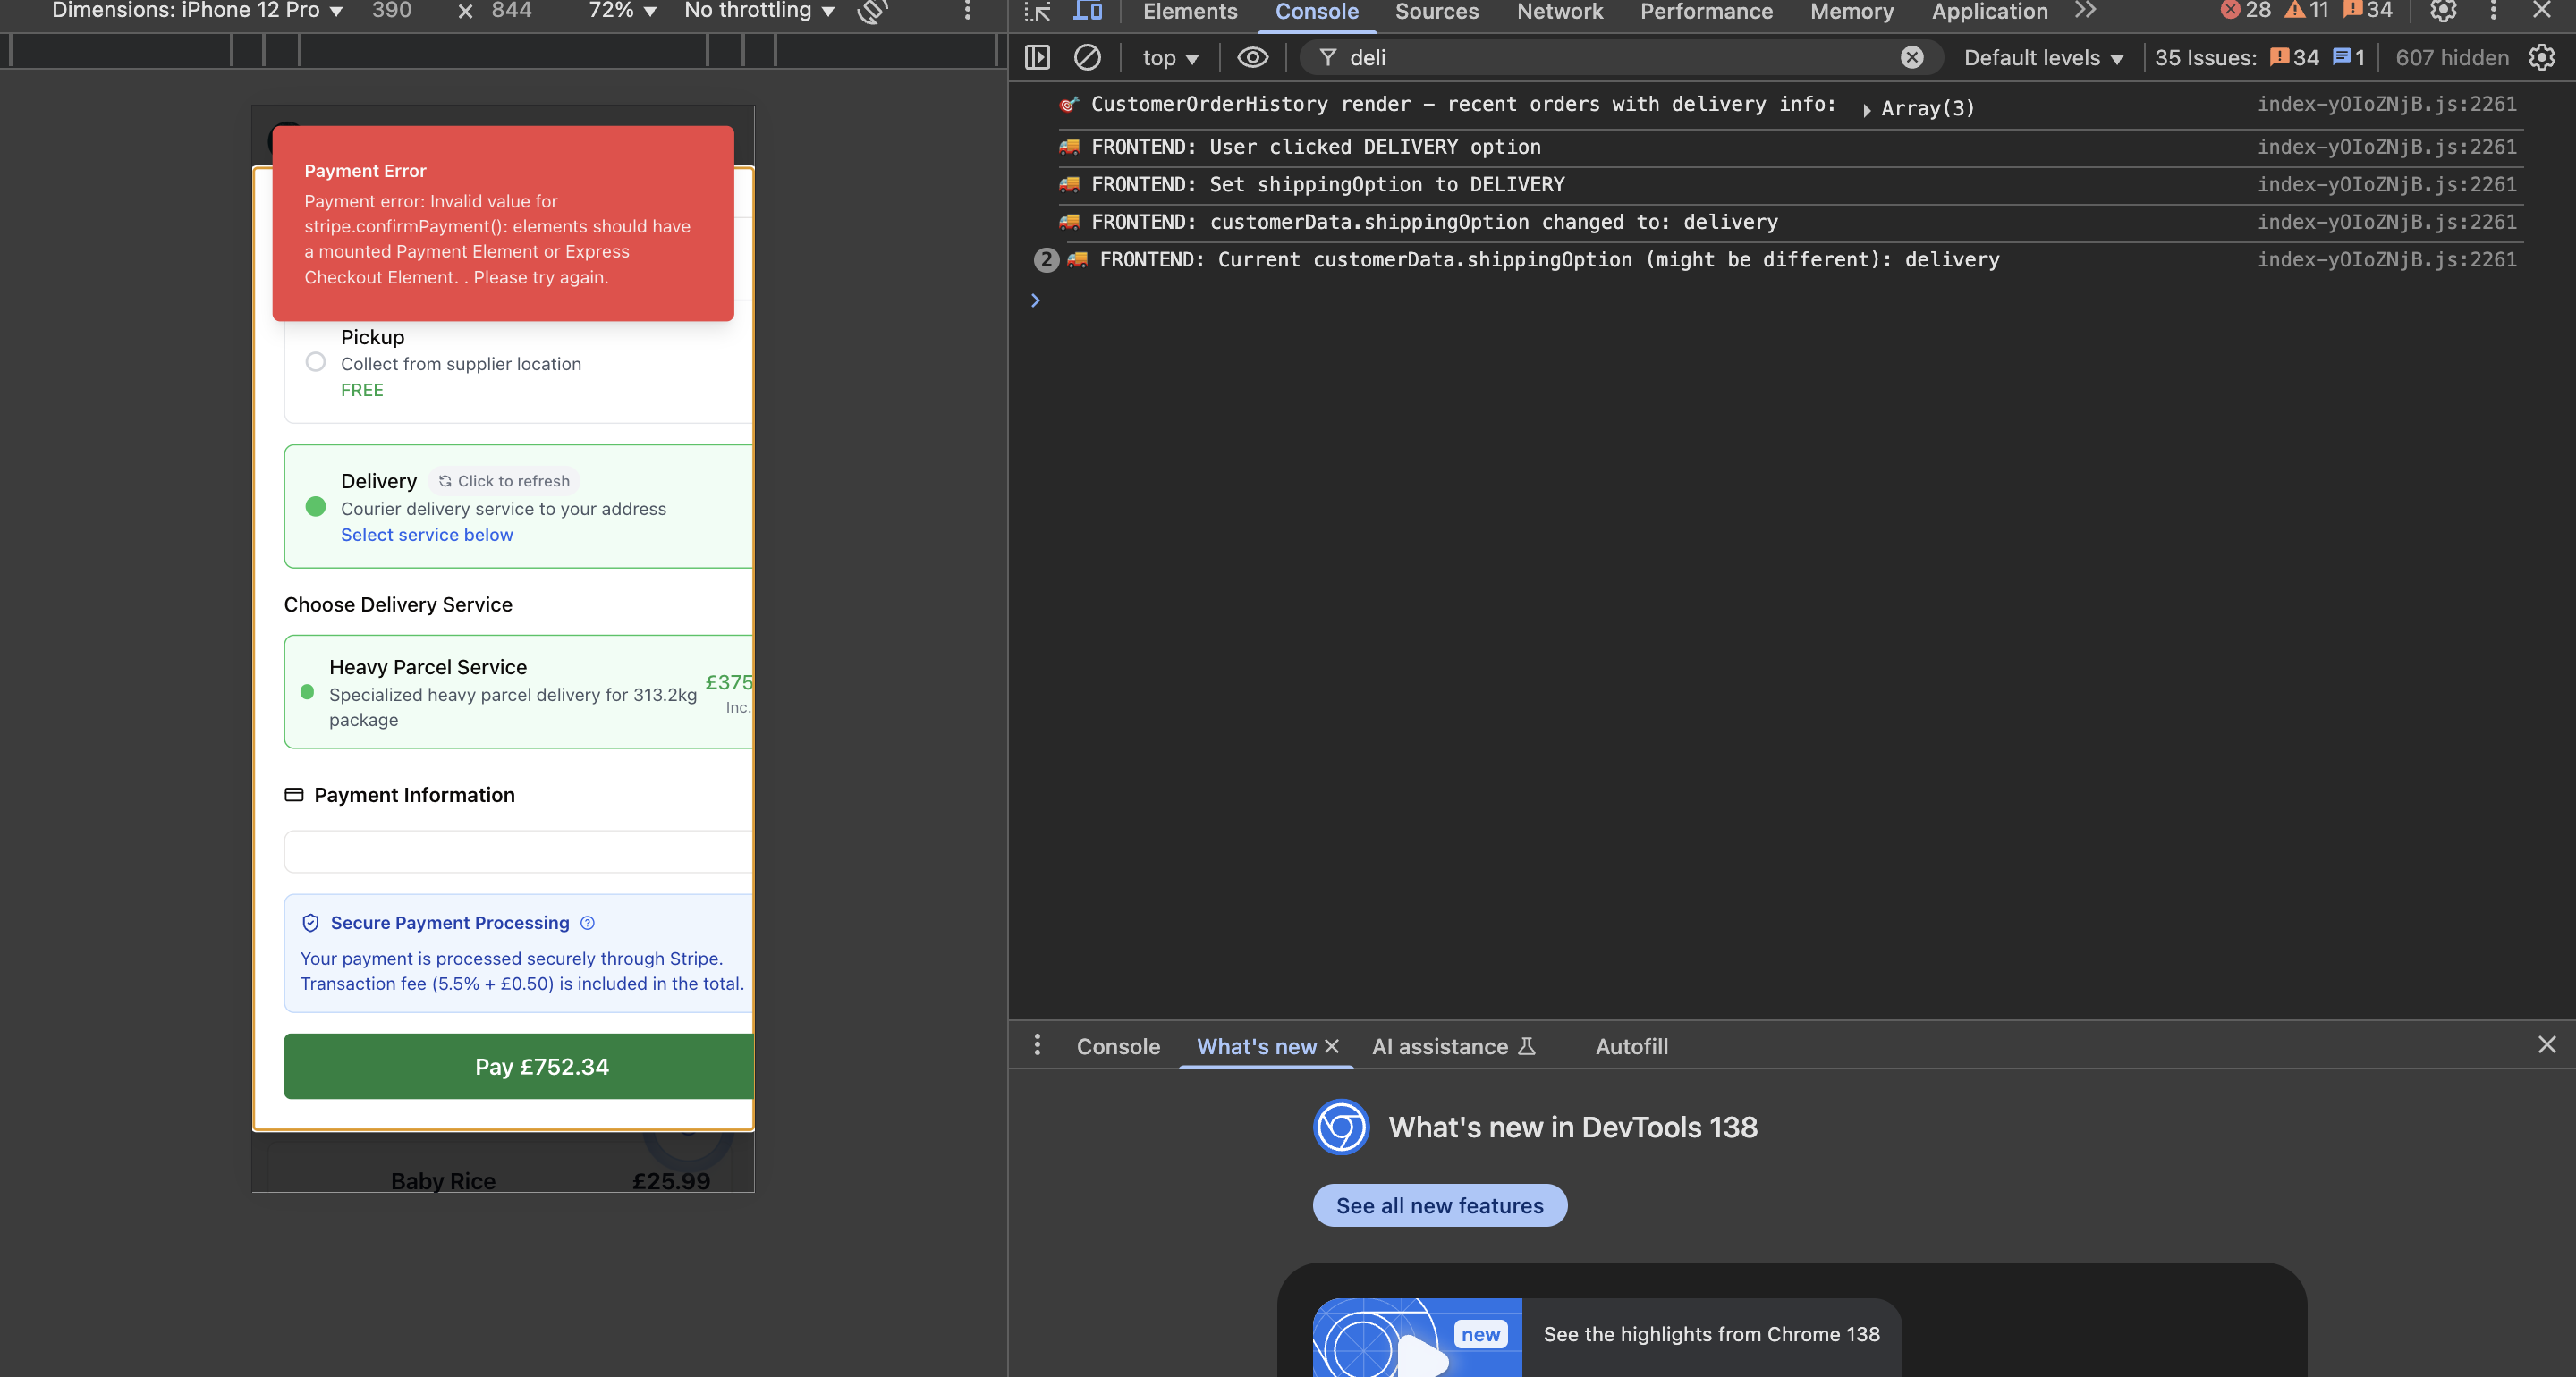 Dimensions: iPhone 12 Pro ▼ 390 × 844 72% ▼ No throttling ▼
Elements Console Sources Network Performance Memory Application 28 11 34
top ▼ deli Default levels ▼ 35 Issues: 34 1 607 hidden
🎯 CustomerOrderHistory render – recent orders with delivery info: ▶ Array(3) index-yOIoZNjB.js:2261
🚚 FRONTEND: User clicked DELIVERY option index-yOIoZNjB.js:2261
🚚 FRONTEND: Set shippingOption to DELIVERY index-yOIoZNjB.js:2261
🚚 FRONTEND: customerData.shippingOption changed to: delivery index-yOIoZNjB.js:2261
2 🚚 FRONTEND: Current customerData.shippingOption (might be different): delivery index-yOIoZNjB.js:2261
Payment Error
Payment error: Invalid value for
stripe.confirmPayment(): elements should have
a mounted Payment Element or Express
Checkout Element. . Please try again.
Pickup
Collect from supplier location
FREE
Delivery Click to refresh
Courier delivery service to your address
Select service below
Choose Delivery Service
Heavy Parcel Service
£375
Specialized heavy parcel delivery for 313.2kg
Inc.
package
Payment Information
Secure Payment Processing
Your payment is processed securely through Stripe.
Transaction fee (5.5% + £0.50) is included in the total.
Pay £752.34
Baby Rice £25.99
Console What's new AI assistance Autofill
What's new in DevTools 138
See all new features
new
See the highlights from Chrome 138